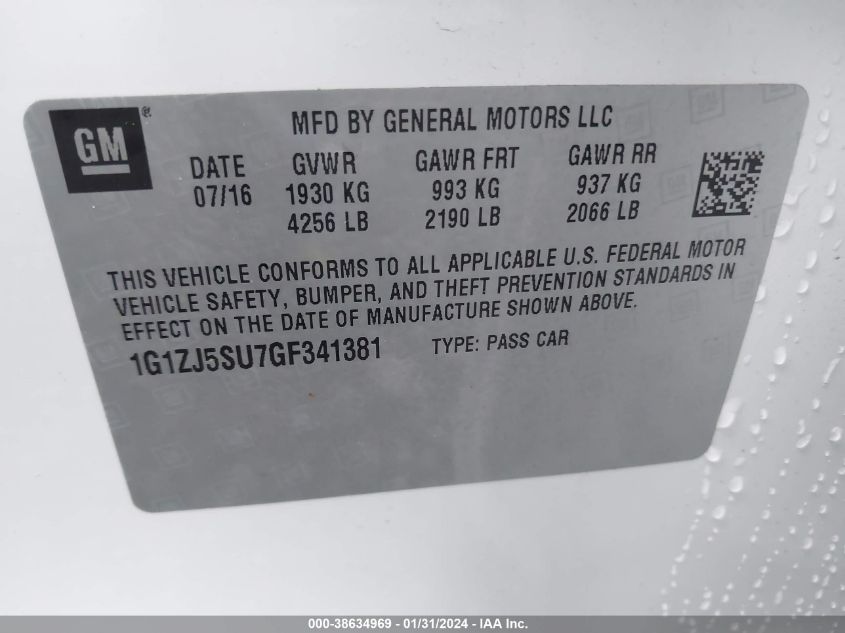 GM ®
MFD BY GENERAL MOTORS LLC
DATE GVWR GAWR FRT GAWR RR
07/16 1930 KG 993 KG 937 KG
4256 LB 2190 LB 2066 LB
THIS VEHICLE CONFORMS TO ALL APPLICABLE U.S. FEDERAL MOTOR
VEHICLE SAFETY, BUMPER, AND THEFT PREVENTION STANDARDS IN
EFFECT ON THE DATE OF MANUFACTURE SHOWN ABOVE.
1G1ZJ5SU7GF341381 TYPE: PASS CAR
000-38634969 - 01/31/2024 - IAA Inc.